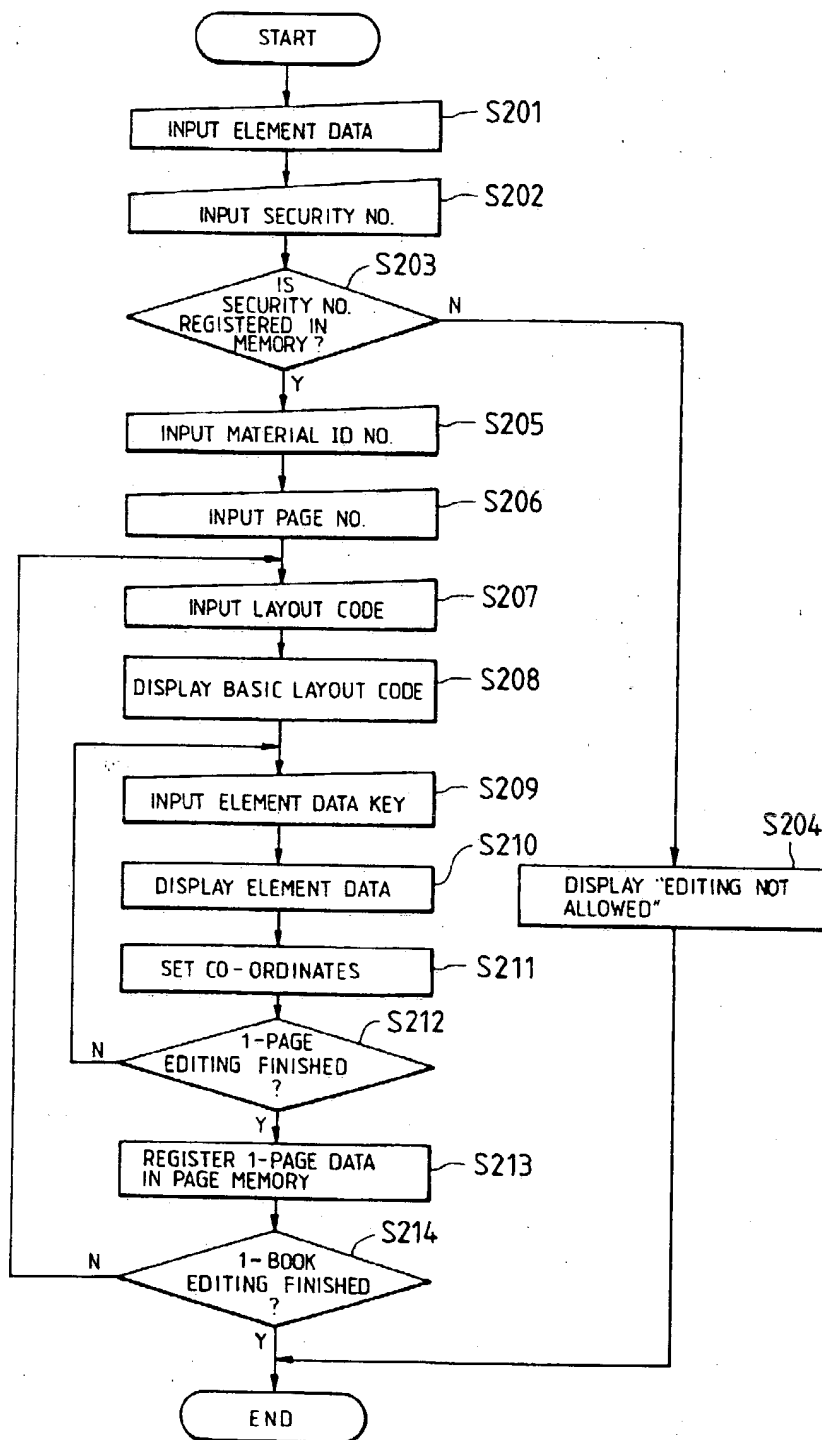 START
INPUT ELEMENT DATA
S201
INPUT SECURITY NO.
S202
S203
IS
SECURITY NO.
REGISTERED IN
MEMORY?
N
Y
INPUT MATERIAL ID NO.
S205
INPUT PAGE NO.
S206
INPUT LAYOUT CODE
S207
DISPLAY BASIC LAYOUT CODE
S208
INPUT ELEMENT DATA KEY
S209
DISPLAY ELEMENT DATA
S210
S204
DISPLAY "EDITING NOT
ALLOWED"
SET CO-ORDINATES
S211
S212
1-PAGE
EDITING FINISHED
?
N
Y
REGISTER 1-PAGE DATA
IN PAGE MEMORY
S213
S214
1-BOOK
EDITING FINISHED
?
N
Y
END